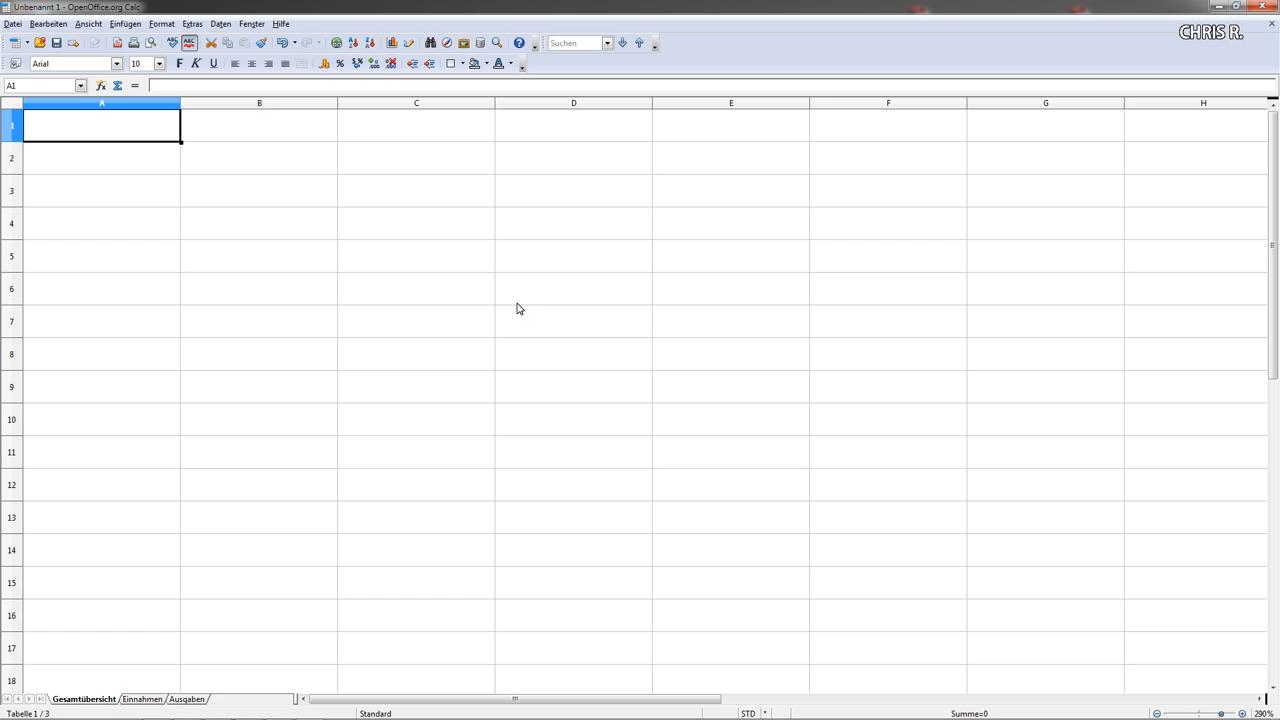 Unbenannt 1 - OpenOffice.org Calc
Datei Bearbeiten Ansicht Einfügen Format Extras Daten Fenster Hilfe
CHRIS R.
Suchen
Arial 10 F K U
A1
A B C D E F G H
1
2
3
4
5
6
7
8
9
10
11
12
13
14
15
16
17
18
Gesamtübersicht Einnahmen Ausgaben
Tabelle 1 / 3 Standard STD * Summe=0 290%